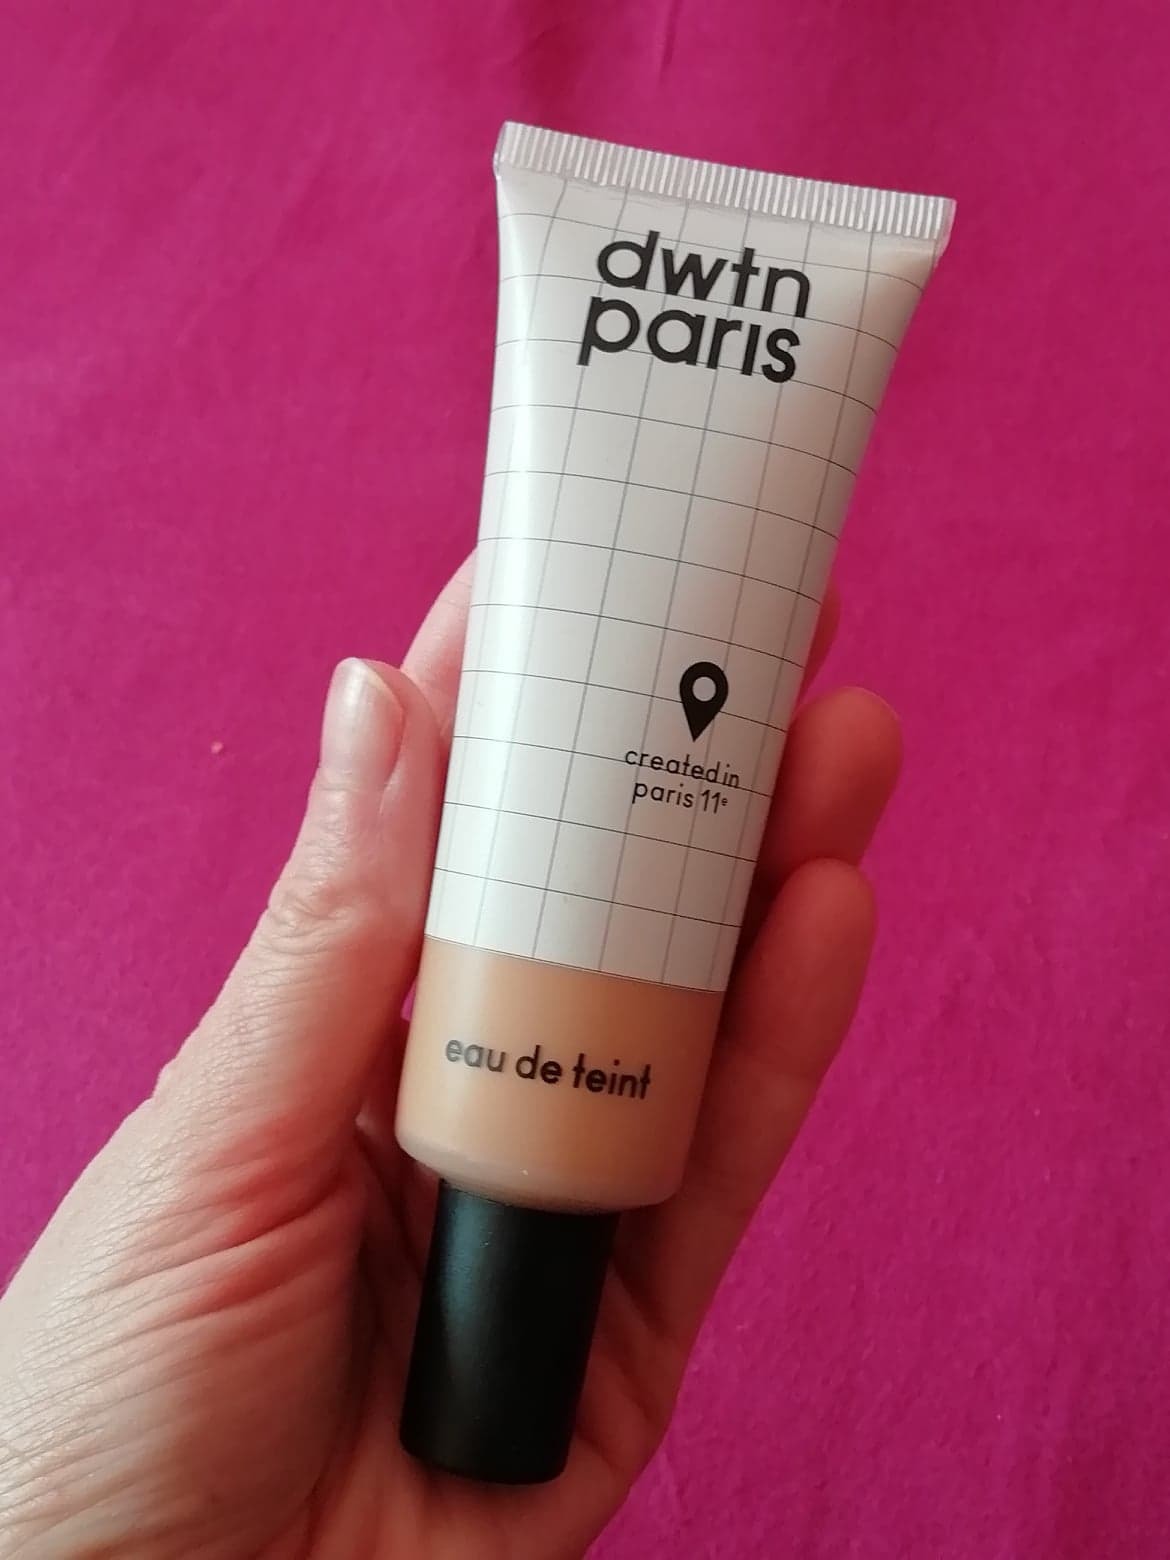 dwtn
paris
created in
paris 11ᵉ
eau de teint